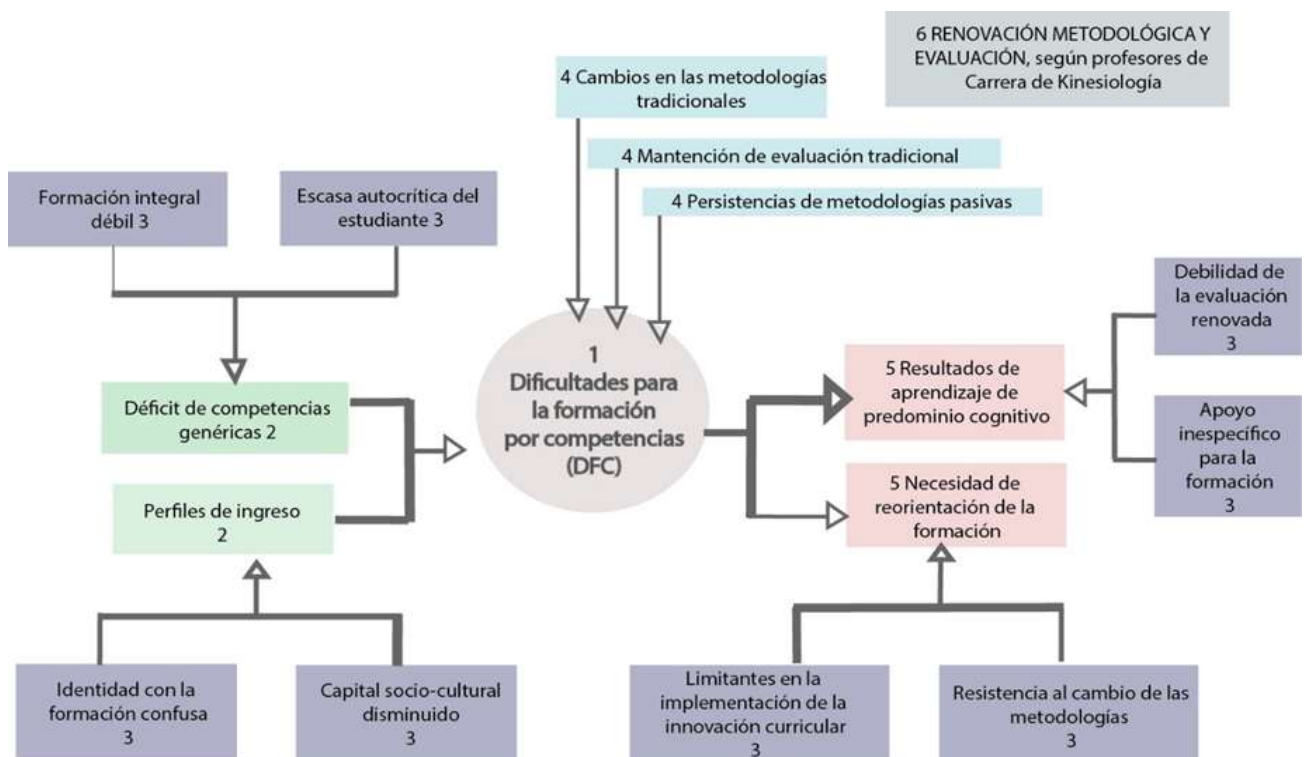 6 RENOVACIÓN METODOLÓGICA Y
EVALUACIÓN, según profesores de
Carrera de Kinesiología
4 Cambios en las metodologías
tradicionales
4 Mantención de evaluación tradicional
4 Persistencias de metodologías pasivas
Formación integral
débil 3
Escasa autocrítica del
estudiante 3
Déficit de competencias
genéricas 2
Perfiles de ingreso
2
Identidad con la
formación confusa
3
Capital socio-cultural
disminuido
3
1
Dificultades para
la formación
por competencias
(DFC)
5 Resultados de
aprendizaje de
predominio cognitivo
5 Necesidad de
reorientación de la
formación
Debilidad de
la evaluación
renovada
3
Apoyo
inespecífico
para la
formación
3
Limitantes en la
implementación de la
innovación curricular
3
Resistencia al cambio de las
metodologías
3